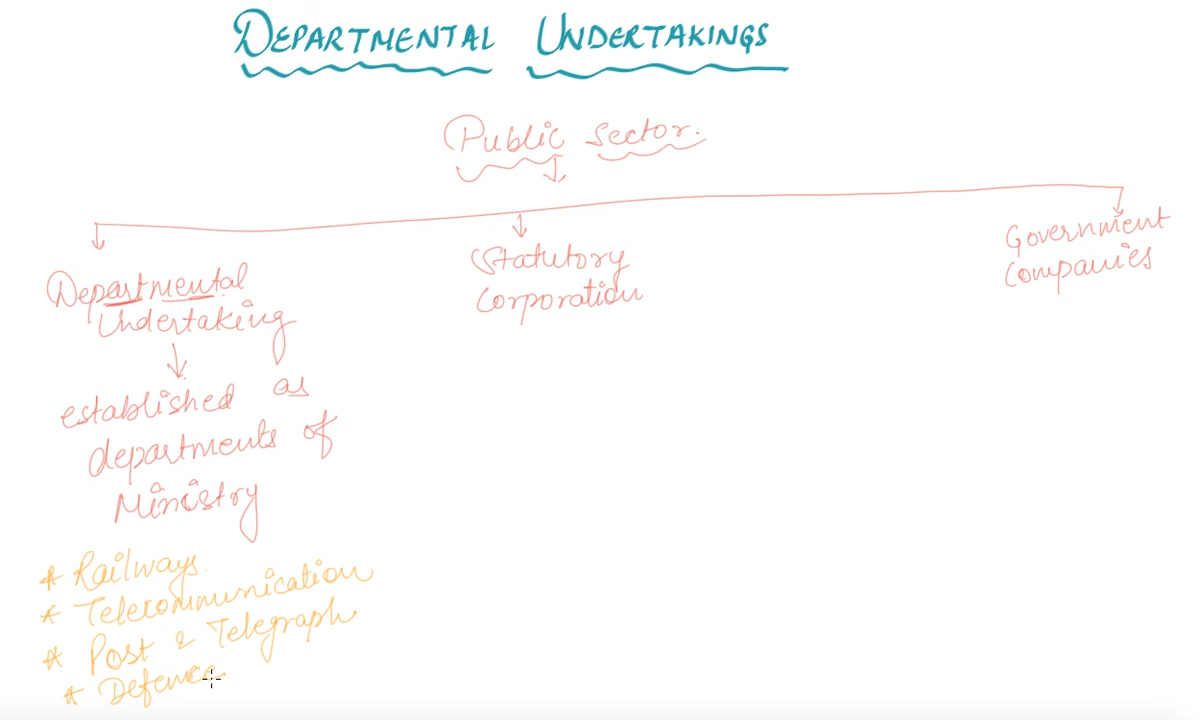 DEPARTMENTAL UNDERTAKINGS
Public Sector.
Departmental
Undertaking
Statutory
Corporation
Government
Companies
established as
departments of
Ministry
* Railways.
* Telecommunication
* Post & Telegraph
* Defence